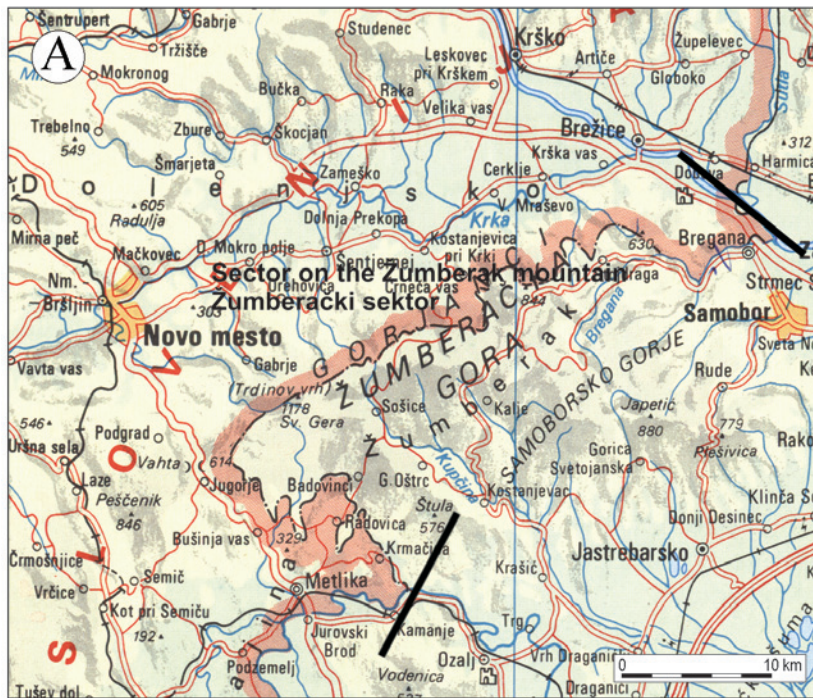 A
Šentrupert
Gabrje
Tržišče
Mokronog
Studenec
Bučka
Raka
Leskovec
pri Krškem
Velika vas
Krško
Artiče
Globoko
Župelevec
Sutla
Trebelno
549
Zbure
Škocjan
Šmarjeta
Brežice
312
Dobova
Harmica
Krška vas
Cerklje
Zameško
D o l e n j s k o
605
Radulja
Dolnja Prekopa
V. Mraševo
Krka
Mirna peč
Mačkovec
D. Mokro polje
Šentjernej
Kostanjevica
pri Krki
630
Bregana
Nm.
Bršljin
Orehovica
Crneča vas
Sector on the Žumberak mountain
Žumberački sektor
303
844
Bregana
Strmec
Samobor
Novo mesto
GORJANCI
ŽUMBERAČKA
GORA
Žumberak
SAMOBORSKO GORJE
Vavta vas
Gabrje
(Trdinov vrh)
1178
Sv. Gera
Sošice
Kalje
Rude
Japetić
880
779
Plešivica
546
Uršna sela
Podgrad
Vahta
614
Jugorje
Laze
Peščenik
846
Badovinci
G.Oštrc
Kupčina
Kostanjevac
Gorica
Svetojanska
Štula
576
Radovica
Bušinja vas
329
Krmačina
Donji Desinec
Jastrebarsko
Črmošnjice
Vrčice
Semič
Metlika
Krašić
Kot pri Semiču
192
Jurovski
Brod
Kamanje
Trg
Podzemelj
Ozalj
Vrh Draganići
Vodenica
Tušev dol
Draganići
S L O V E N I J A
0
10 km